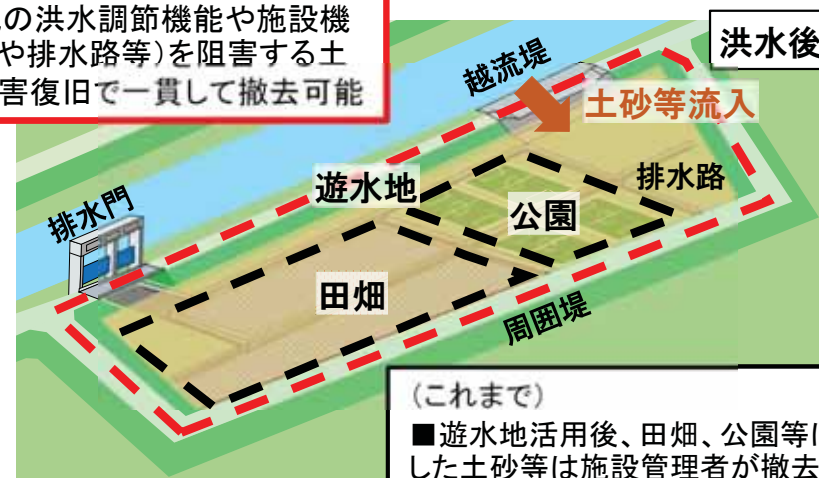 の洪水調節機能や施設機
や排水路等)を阻害する土
害復旧で一貫して撤去可能
洪水後
越流堤
土砂等流入
排水路
遊水地
公園
排水門
田畑
周囲堤
(これまで)
■遊水地活用後、田畑、公園等に
した土砂等は施設管理者が撤去